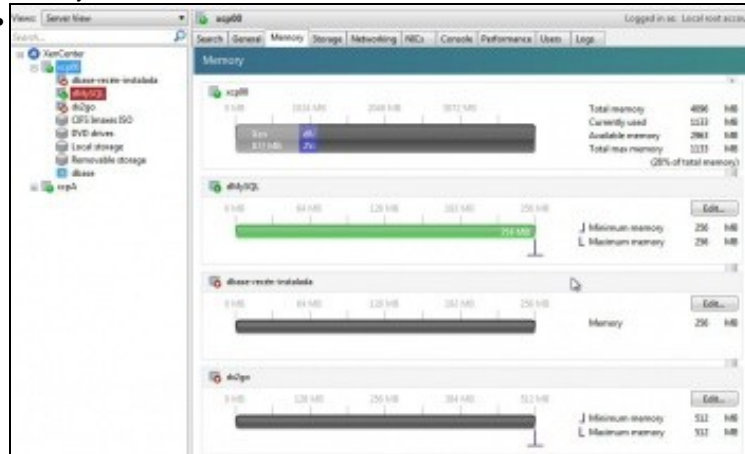 Views: Server View
Search...
XenCenter
xcp00
dbase-recén-instalada
dMySQL
ds2go
CIFS Imaxes ISO
DVD drives
Local storage
Removable storage
dbase
xcpA
xcp00
Logged in as: Local root accou
Search General Memory Storage Networking NICs Console Performance Users Logs
Memory
xcp00
0 MB 1024 MB 2048 MB 3072 MB
Xen
Total memory 4096 MB
Currently used 1133 MB
Available memory 2963 MB
Total max memory 1133 MB
(28% of total memory)
dMySQL
0 MB 64 MB 128 MB 192 MB 256 MB
256 MB
Edit...
Minimum memory 256 MB
Maximum memory 256 MB
dbase-recén-instalada
0 MB 64 MB 128 MB 192 MB 256 MB
Edit...
Memory 256 MB
ds2go
0 MB 128 MB 256 MB 384 MB 512 MB
Edit...
Minimum memory 512 MB
Maximum memory 512 MB